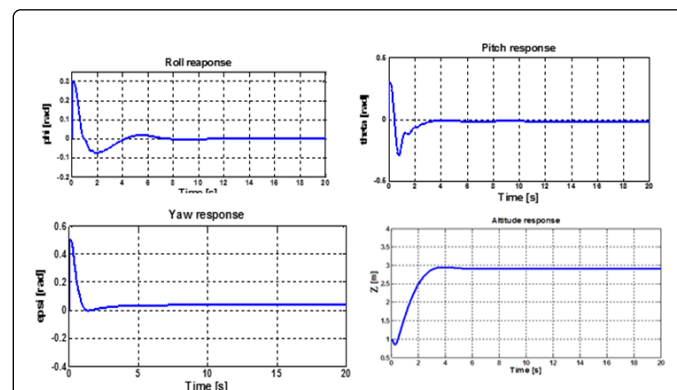 Roll reaponse
phi [rad]
0.3
0.2
0.1
0
-0.1
-0.2
0 2 4 6 8 10 12 14 16 18 20
Time [s]
Pitch response
theta [rad]
0.6
0
-0.6
0 2 4 6 8 10 12 14 16 18 20
Time [s]
Yaw response
epsi [rad]
0.6
0.4
0.2
0
-0.2
-0.4
0 5 10 15 20
Time [s]
Altitude response
Z [m]
4
3.5
3
2.5
2
1.5
1
0.5
0 2 4 6 8 10 12 14 16 18 20
Time [s]